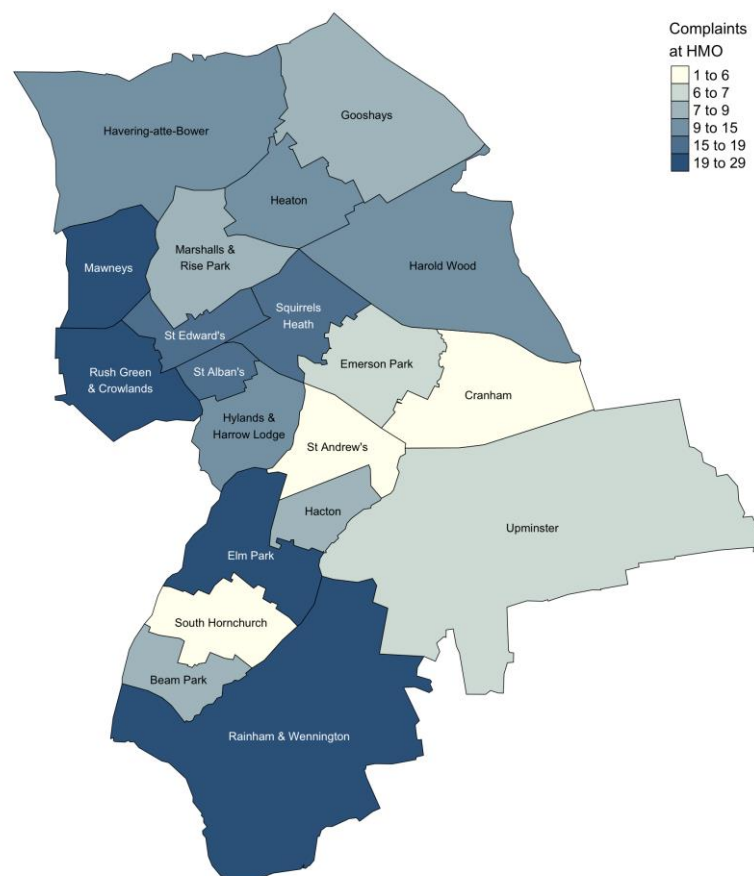 Complaints
at HMO
1 to 6
6 to 7
7 to 9
9 to 15
15 to 19
19 to 29
Gooshays
Havering-atte-Bower
Heaton
Marshalls &
Rise Park
Mawneys
Harold Wood
Squirrels
Heath
St Edward's
Emerson Park
Rush Green
& Crowlands
St Alban's
Cranham
Hylands &
Harrow Lodge
St Andrew's
Hacton
Upminster
Elm Park
South Hornchurch
Beam Park
Rainham & Wennington